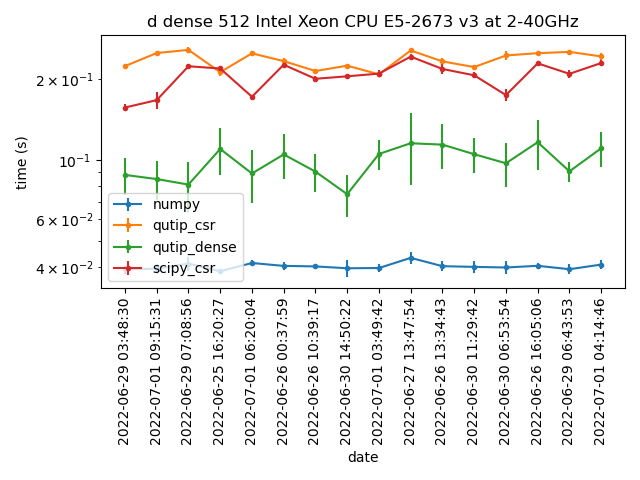 d dense 512 Intel Xeon CPU E5-2673 v3 at 2-40GHz
time (s)
2 × 10⁻¹
10⁻¹
6 × 10⁻²
4 × 10⁻²
numpy
qutip_csr
qutip_dense
scipy_csr
2022-06-29 03:48:30
2022-07-01 09:15:31
2022-06-29 07:08:56
2022-06-25 16:20:27
2022-07-01 06:20:04
2022-06-26 00:37:59
2022-06-26 10:39:17
2022-06-30 14:50:22
2022-07-01 03:49:42
2022-06-27 13:47:54
2022-06-26 13:34:43
2022-06-30 11:29:42
2022-06-30 06:53:54
2022-06-26 16:05:06
2022-06-29 06:43:53
2022-07-01 04:14:46
date